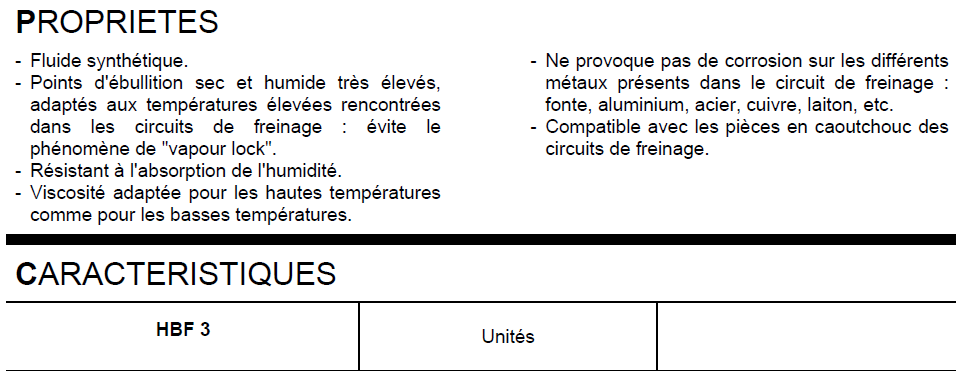 PROPRIETES
- Fluide synthétique.
- Points d'ébullition sec et humide très élevés,
adaptés aux températures élevées rencontrées
dans les circuits de freinage : évite le
phénomène de "vapour lock".
- Résistant à l'absorption de l'humidité.
- Viscosité adaptée pour les hautes températures
comme pour les basses températures.
- Ne provoque pas de corrosion sur les différents
métaux présents dans le circuit de freinage :
fonte, aluminium, acier, cuivre, laiton, etc.
- Compatible avec les pièces en caoutchouc des
circuits de freinage.
CARACTERISTIQUES
HBF 3
Unités